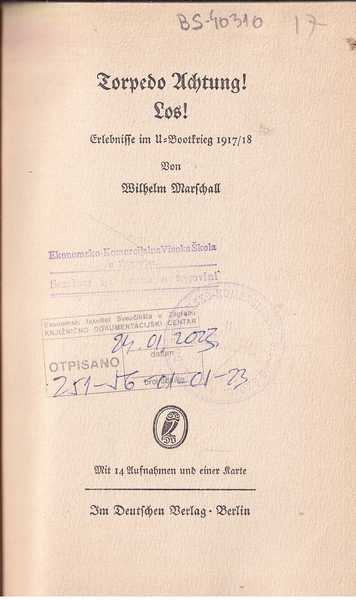 BS-40310 17
Torpedo Achtung!
Los!
Erlebnisse im U-Bootkrieg 1917/18
Von
Wilhelm Marschall
Ekonomsko-Komercijalna Visoka Škola
u Zagrebu
Ekonomski fakultet Sveučilišta u Zagrebu
KNJIŽNIČNO DOKUMENTACIJSKI CENTAR
24.01.2023.
datum
OTPISANO
251-56-01-01-23
Mit 14 Aufnahmen und einer Karte
Im Deutschen Verlag · Berlin